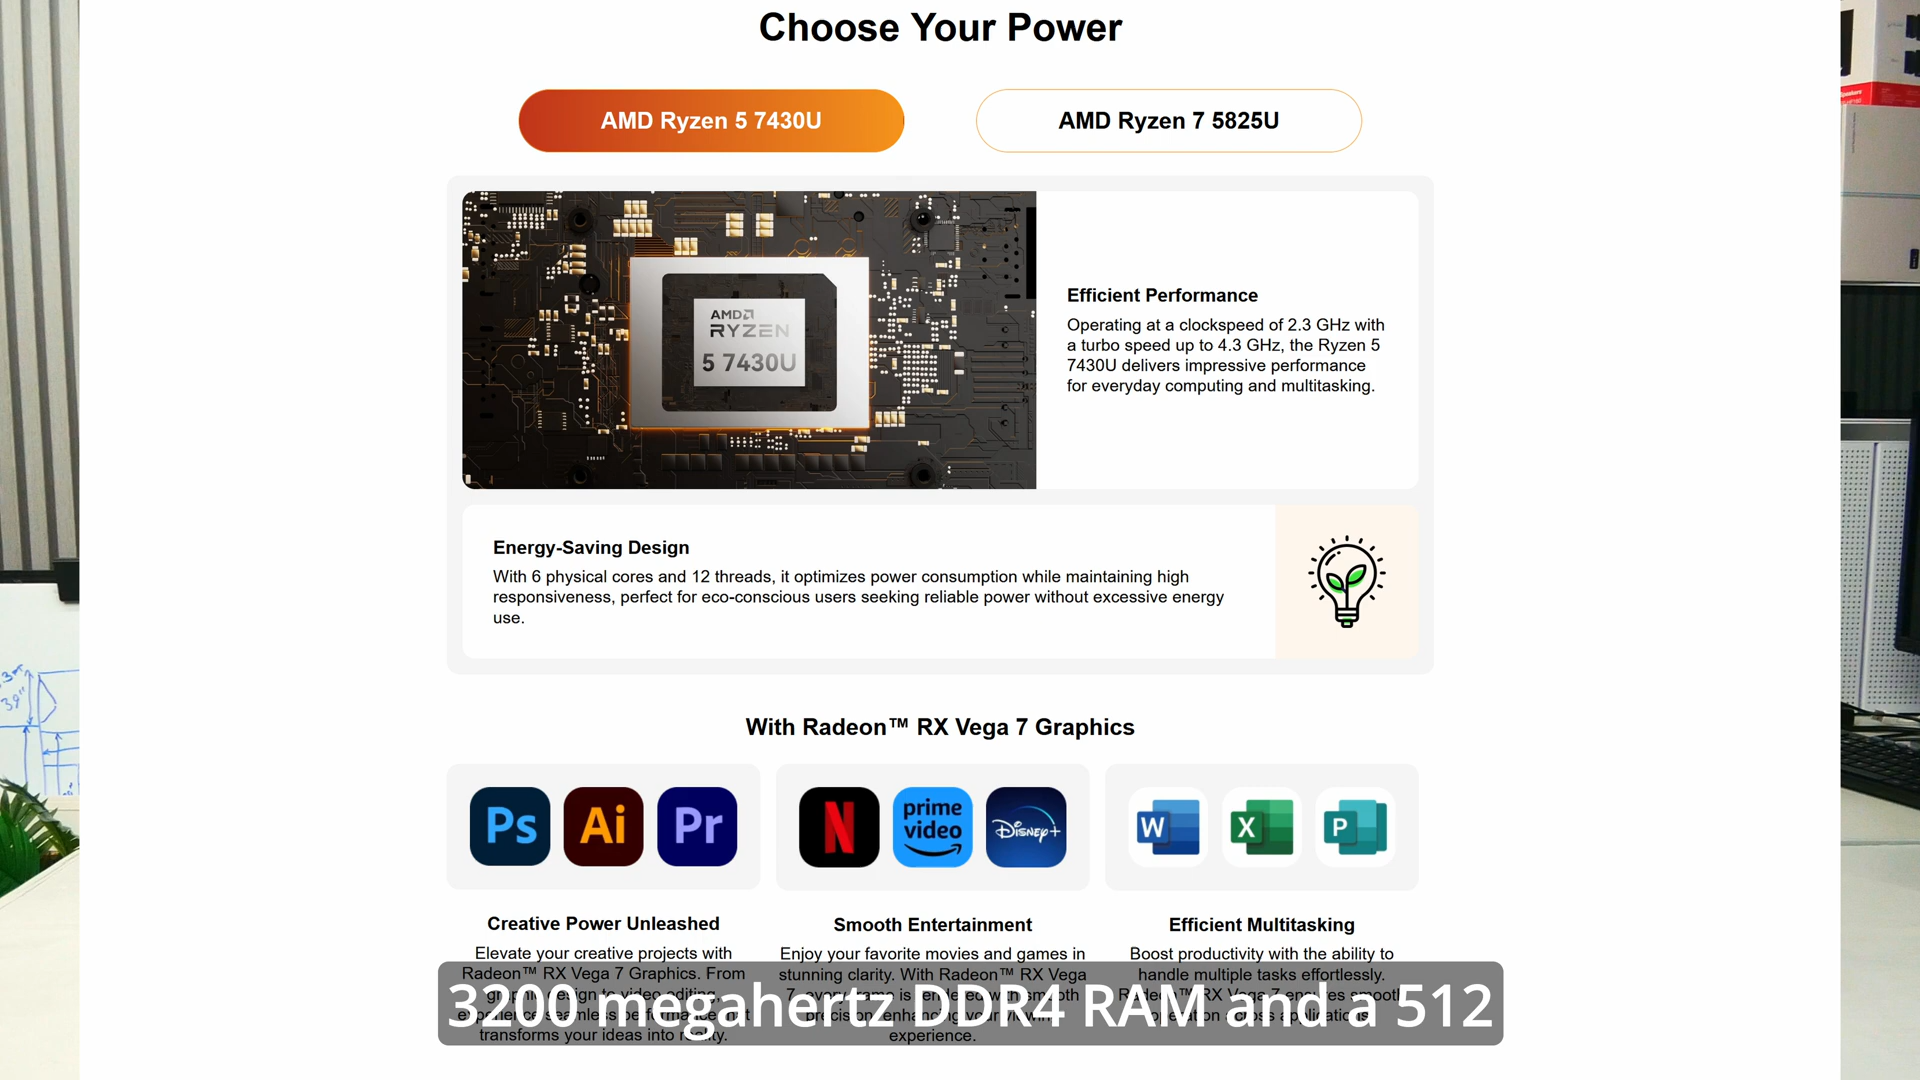 Choose Your Power
AMD Ryzen 5 7430U
AMD Ryzen 7 5825U
AMD
RYZEN
5 7430U
Efficient Performance
Operating at a clockspeed of 2.3 GHz with
a turbo speed up to 4.3 GHz, the Ryzen 5
7430U delivers impressive performance
for everyday computing and multitasking.
Energy-Saving Design
With 6 physical cores and 12 threads, it optimizes power consumption while maintaining high
responsiveness, perfect for eco-conscious users seeking reliable power without excessive energy
use.
With Radeon™ RX Vega 7 Graphics
Ps
Ai
Pr
N
prime
video
Disney+
W
X
P
Creative Power Unleashed
Elevate your creative projects with
Radeon™ RX Vega 7 Graphics. From
transforms your ideas into reality.
Smooth Entertainment
Enjoy your favorite movies and games in
stunning clarity. With Radeon™ RX Vega
experience.
Efficient Multitasking
Boost productivity with the ability to
handle multiple tasks effortlessly.
3200 megahertz DDR4 RAM and a 512